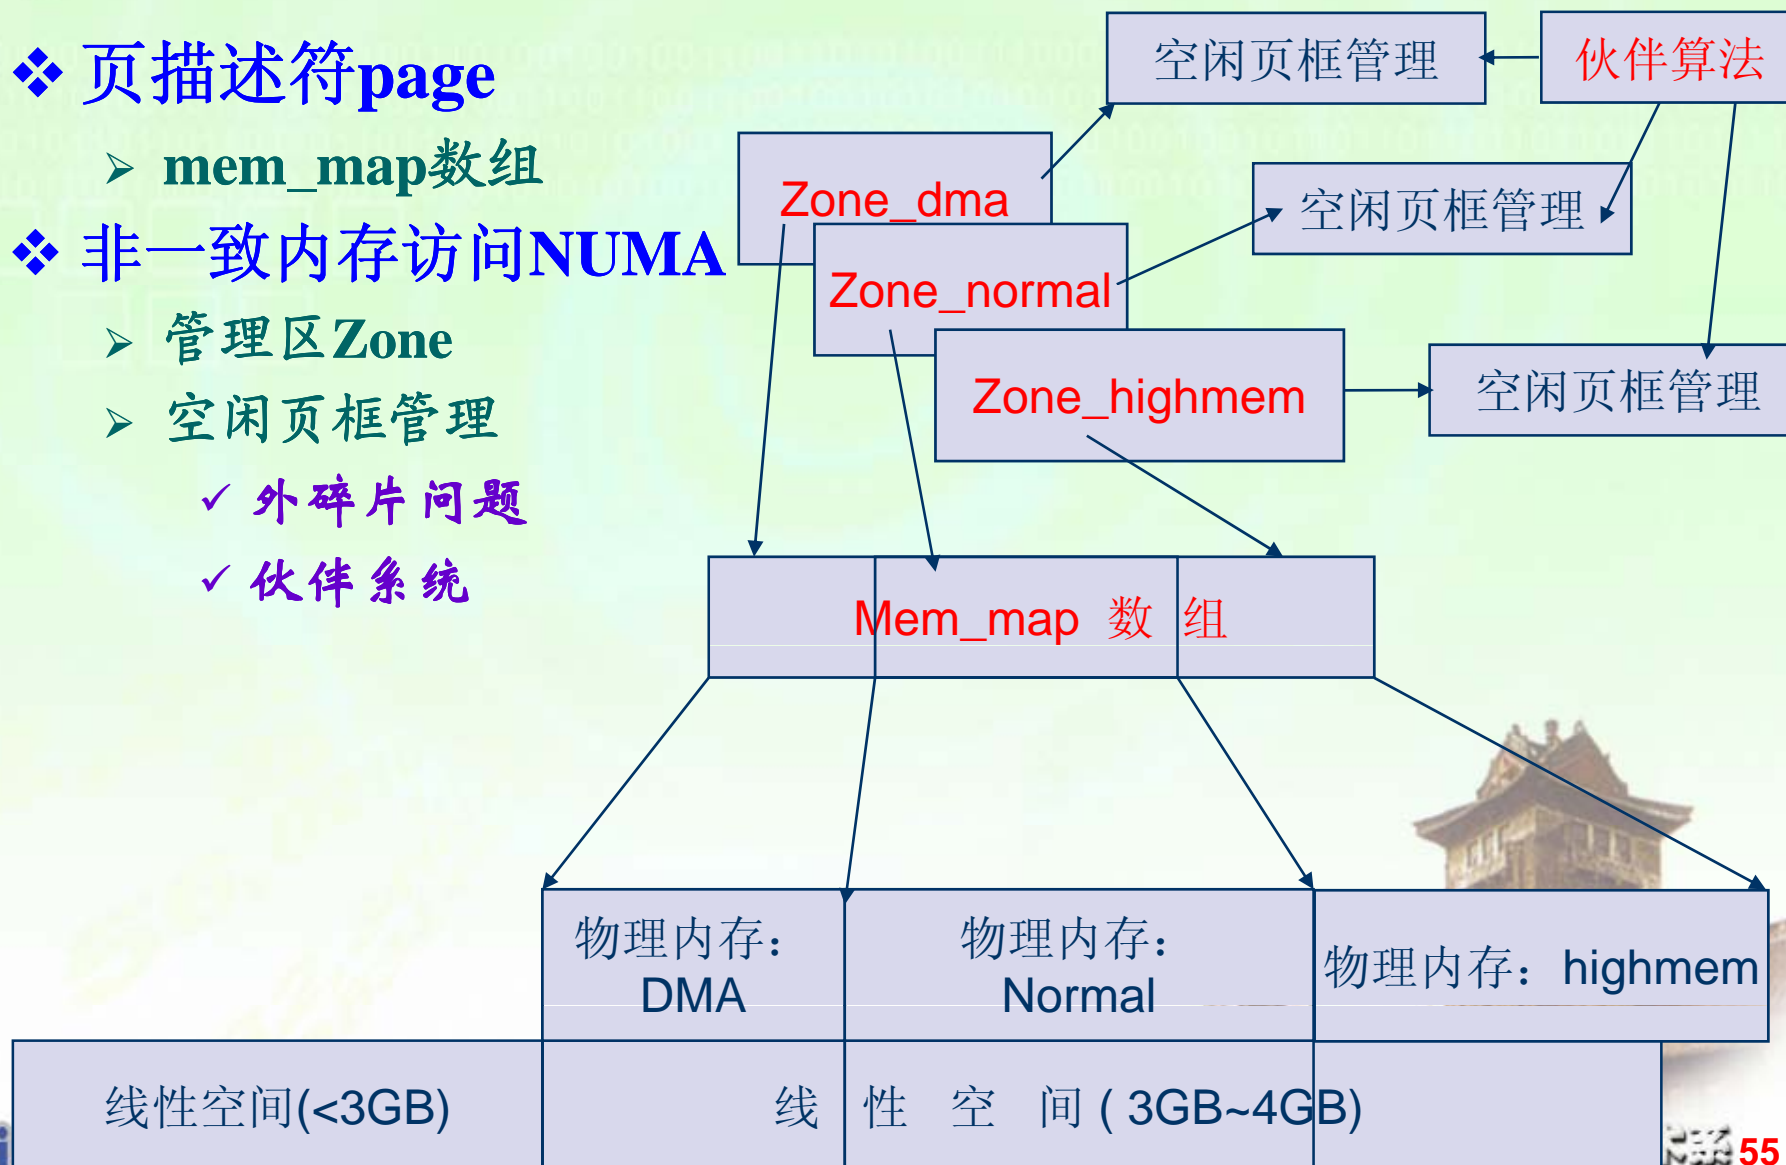 页描述符page
mem_map数组
非一致内存访问NUMA
管理区Zone
空闲页框管理
外碎片问题
伙伴系统
空闲页框管理
伙伴算法
Zone_dma
空闲页框管理
Zone_normal
Zone_highmem
空闲页框管理
Mem_map 数 组
物理内存：
DMA
物理内存：
Normal
物理内存：highmem
线性空间(<3GB)
线 性 空 间 ( 3GB~4GB)
55